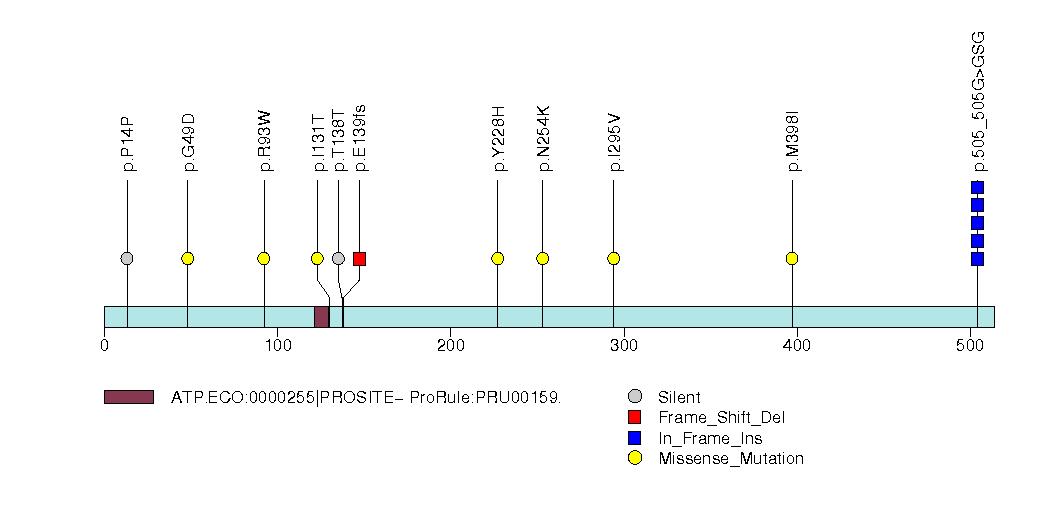 p.P14P
p.G49D
p.R93W
p.I131T
p.T138T
p.E139fs
p.Y228H
p.N254K
p.I295V
p.M398I
p.505_505G>GSG
0 100 200 300 400 500
ATP.ECO:0000255|PROSITE− ProRule:PRU00159.
Silent
Frame_Shift_Del
In_Frame_Ins
Missense_Mutation